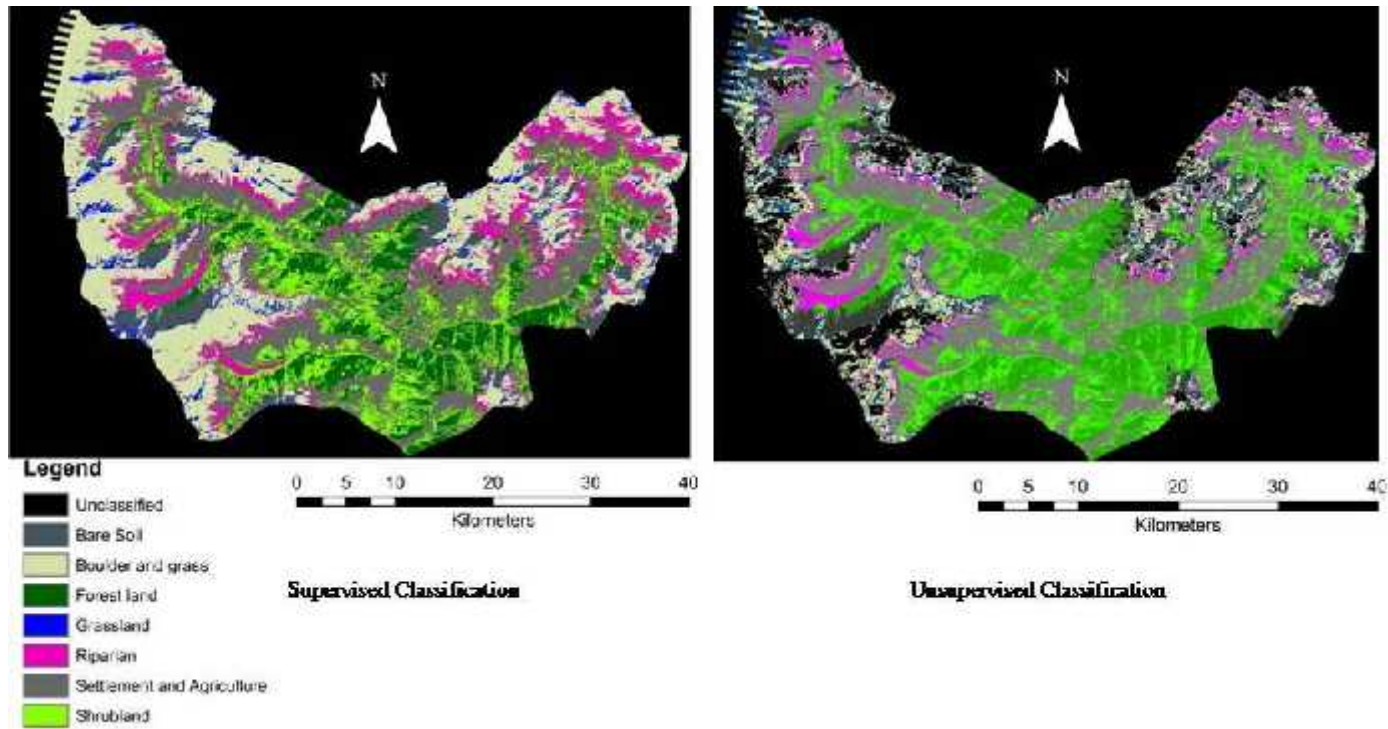 N
N
Legend
Unclassified
Bare Soil
Boulder and grass
Forest land
Grassland
Riparian
Settlement and Agriculture
Shrubland
0 5 10 20 30 40
Kilometers
Supervised Classification
0 5 10 20 30 40
Kilometers
Unsupervised Classification